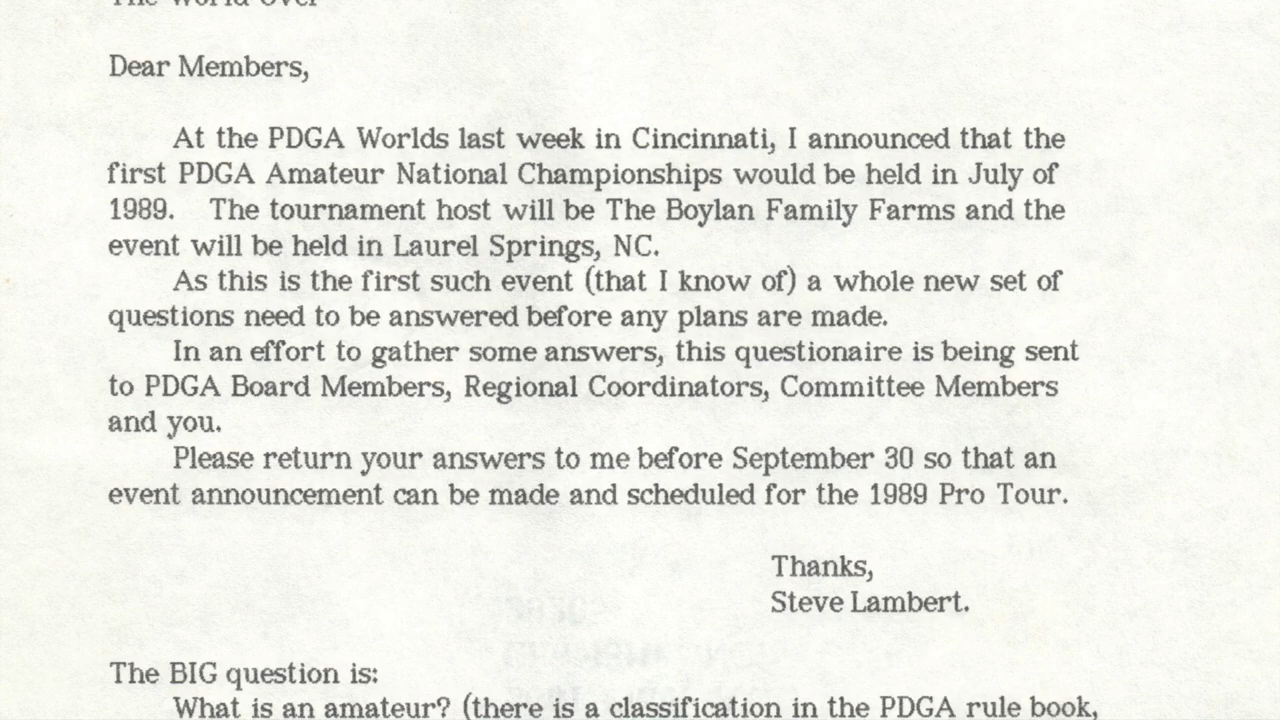 The World Over
Dear Members,
At the PDGA Worlds last week in Cincinnati, I announced that the
first PDGA Amateur National Championships would be held in July of
1989. The tournament host will be The Boylan Family Farms and the
event will be held in Laurel Springs, NC.
As this is the first such event (that I know of) a whole new set of
questions need to be answered before any plans are made.
In an effort to gather some answers, this questionaire is being sent
to PDGA Board Members, Regional Coordinators, Committee Members
and you.
Please return your answers to me before September 30 so that an
event announcement can be made and scheduled for the 1989 Pro Tour.
Thanks,
Steve Lambert.
The BIG question is:
What is an amateur? (there is a classification in the PDGA rule book,